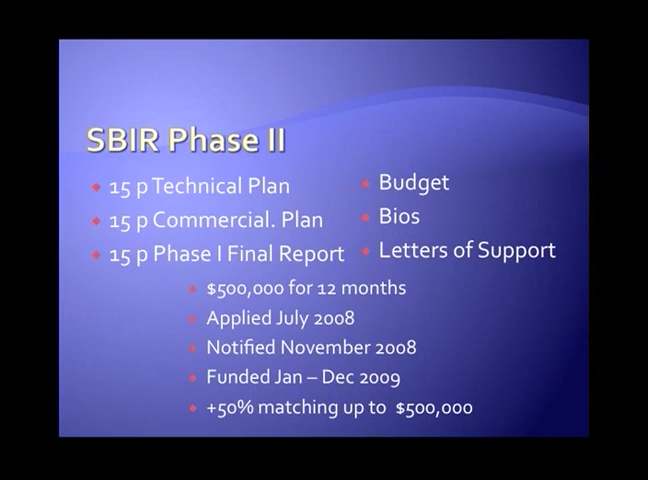 SBIR Phase II
15 p Technical Plan
15 p Commercial. Plan
15 p Phase I Final Report
Budget
Bios
Letters of Support
$500,000 for 12 months
Applied July 2008
Notified November 2008
Funded Jan – Dec 2009
+50% matching up to $500,000